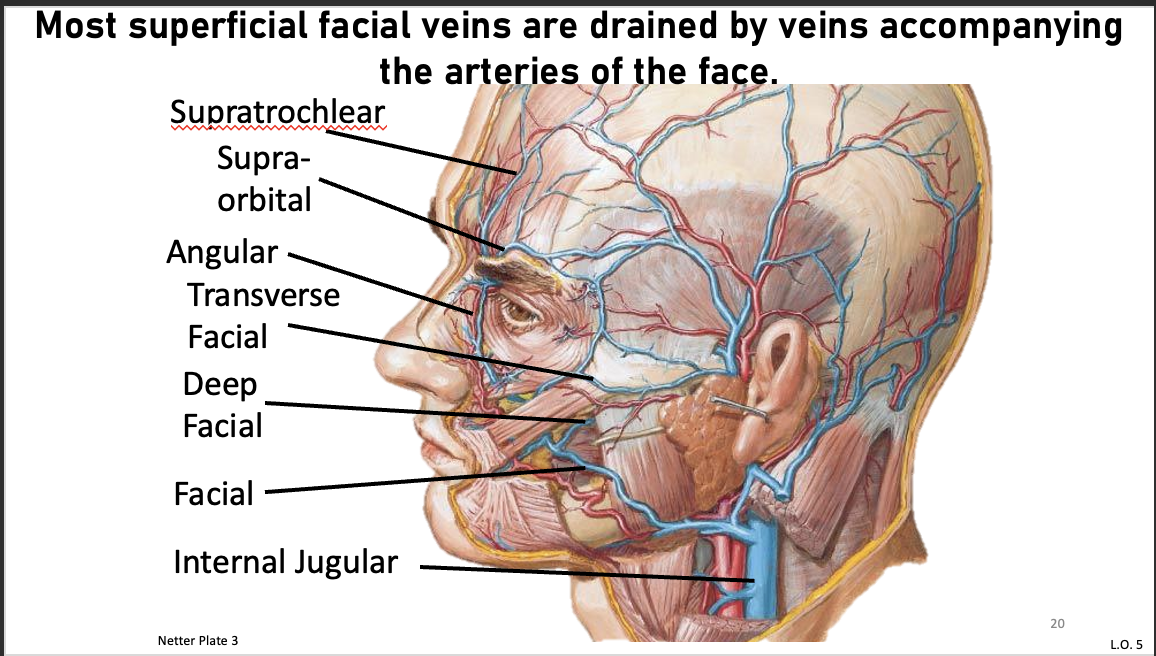 Most superficial facial veins are drained by veins accompanying
the arteries of the face.
Supratrochlear
Supra-
orbital
Angular
Transverse
Facial
Deep
Facial
Facial
Internal Jugular
20
Netter Plate 3
L.O. 5